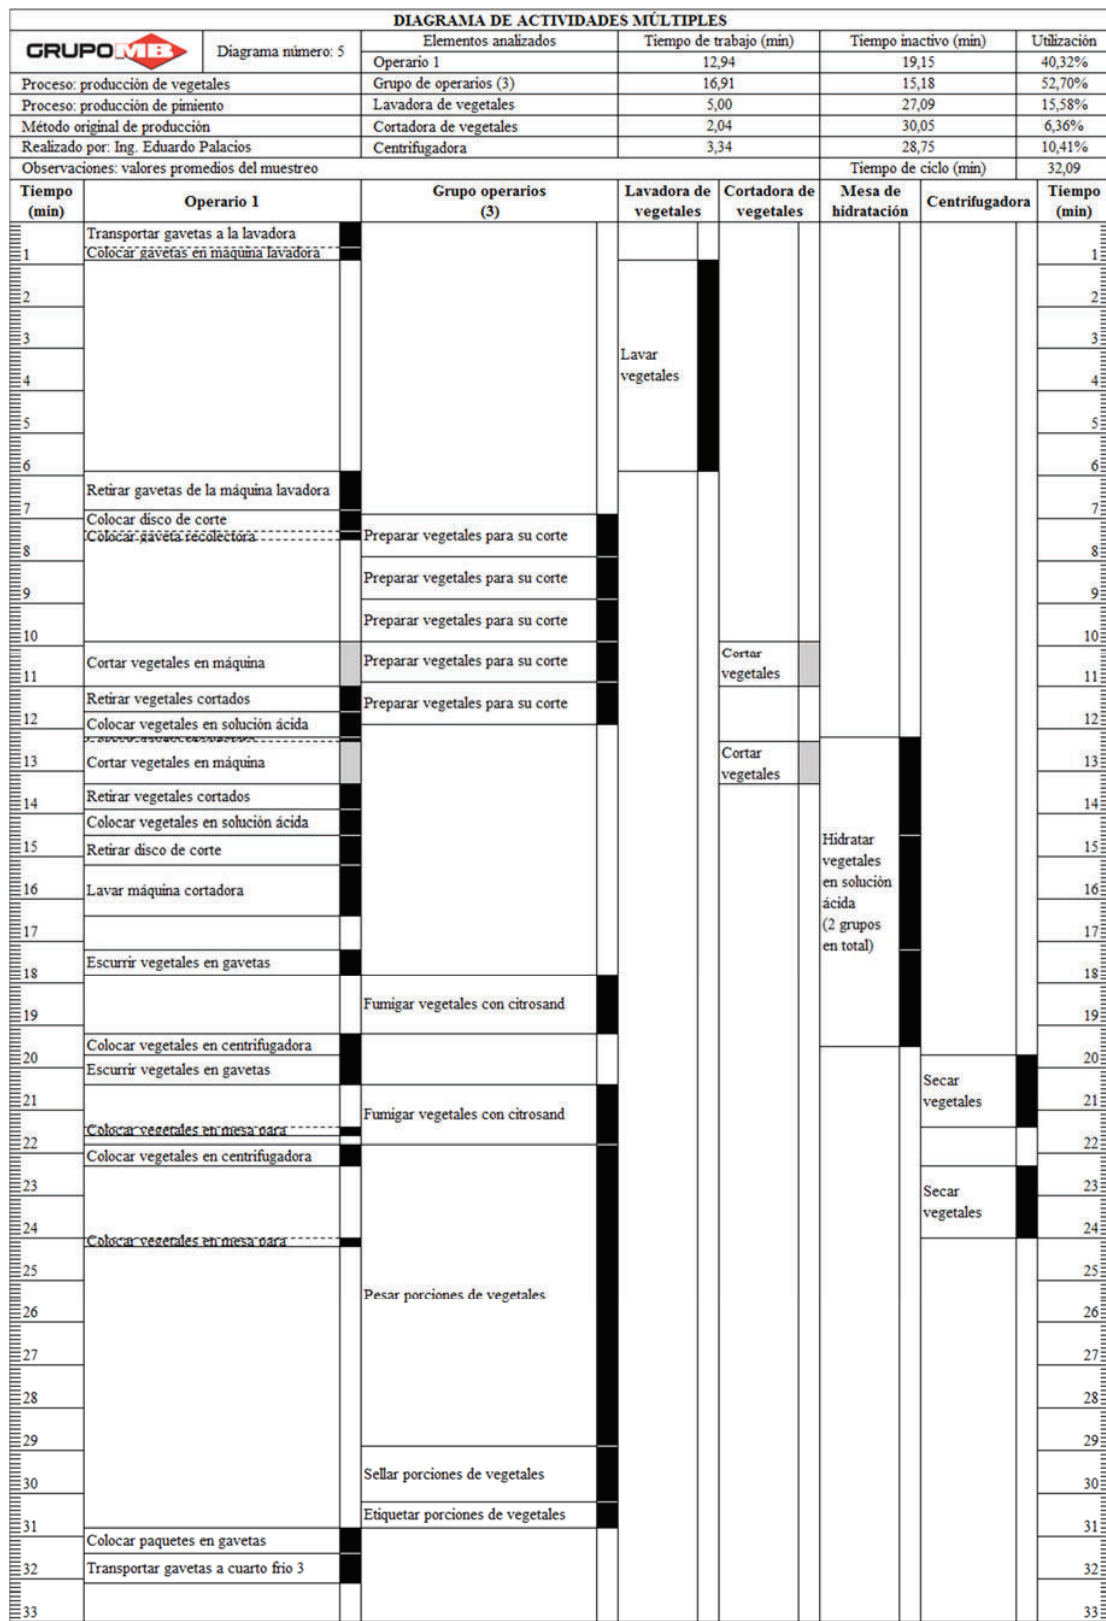 DIAGRAMA DE ACTIVIDADES MÚLTIPLES
GRUPO MB
Diagrama número: 5
Elementos analizados
Tiempo de trabajo (min)
Tiempo inactivo (min)
Utilización
Operario 1
12,94
19,15
40,32%
Proceso: producción de vegetales
Grupo de operarios (3)
16,91
15,18
52,70%
Proceso: producción de pimiento
Lavadora de vegetales
5,00
27,09
15,58%
Método original de producción
Cortadora de vegetales
2,04
30,05
6,36%
Realizado por: Ing. Eduardo Palacios
Centrifugadora
3,34
28,75
10,41%
Observaciones: valores promedios del muestreo
Tiempo de ciclo (min)
32,09
Tiempo
(min)
Operario 1
Grupo operarios
(3)
Lavadora de
vegetales
Cortadora de
vegetales
Mesa de
hidratación
Centrifugadora
Tiempo
(min)
1
2
3
4
5
6
7
8
9
10
11
12
13
14
15
16
17
18
19
20
21
22
23
24
25
26
27
28
29
30
31
32
33
Transportar gavetas a la lavadora
Colocar gavetas en máquina lavadora
Retirar gavetas de la máquina lavadora
Colocar disco de corte
Colocar gaveta recolectora
Cortar vegetales en máquina
Retirar vegetales cortados
Colocar vegetales en solución ácida
Cortar vegetales en máquina
Retirar vegetales cortados
Colocar vegetales en solución ácida
Retirar disco de corte
Lavar máquina cortadora
Escurrir vegetales en gavetas
Colocar vegetales en centrifugadora
Escurrir vegetales en gavetas
Colocar vegetales en mesa para
Colocar vegetales en centrifugadora
Colocar vegetales en mesa para
Colocar paquetes en gavetas
Transportar gavetas a cuarto frio 3
Preparar vegetales para su corte
Preparar vegetales para su corte
Preparar vegetales para su corte
Preparar vegetales para su corte
Preparar vegetales para su corte
Fumigar vegetales con citrosand
Fumigar vegetales con citrosand
Pesar porciones de vegetales
Sellar porciones de vegetales
Etiquetar porciones de vegetales
Lavar
vegetales
Cortar
vegetales
Cortar
vegetales
Hidratar
vegetales
en solución
ácida
(2 grupos
en total)
Secar
vegetales
Secar
vegetales
1
2
3
4
5
6
7
8
9
10
11
12
13
14
15
16
17
18
19
20
21
22
23
24
25
26
27
28
29
30
31
32
33